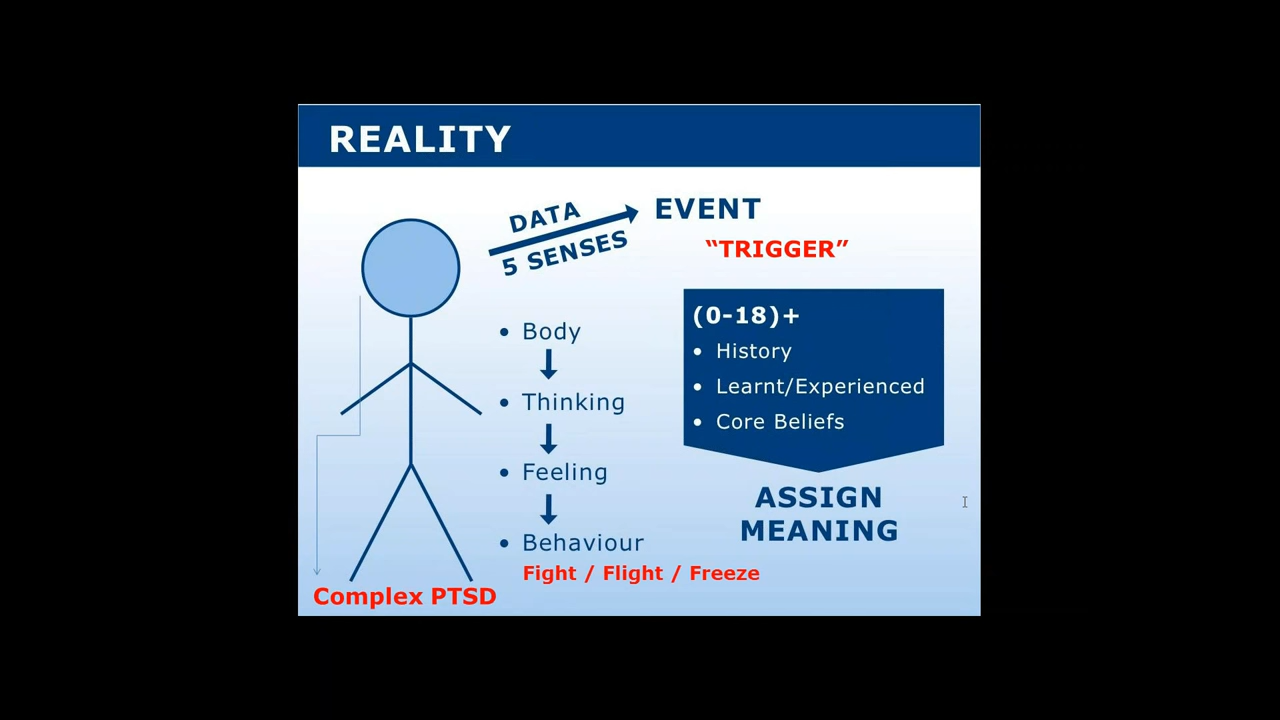 REALITY
DATA
5 SENSES
EVENT
“TRIGGER”
• Body
• Thinking
• Feeling
• Behaviour
Fight / Flight / Freeze
(0-18)+
• History
• Learnt/Experienced
• Core Beliefs
ASSIGN
MEANING
Complex PTSD